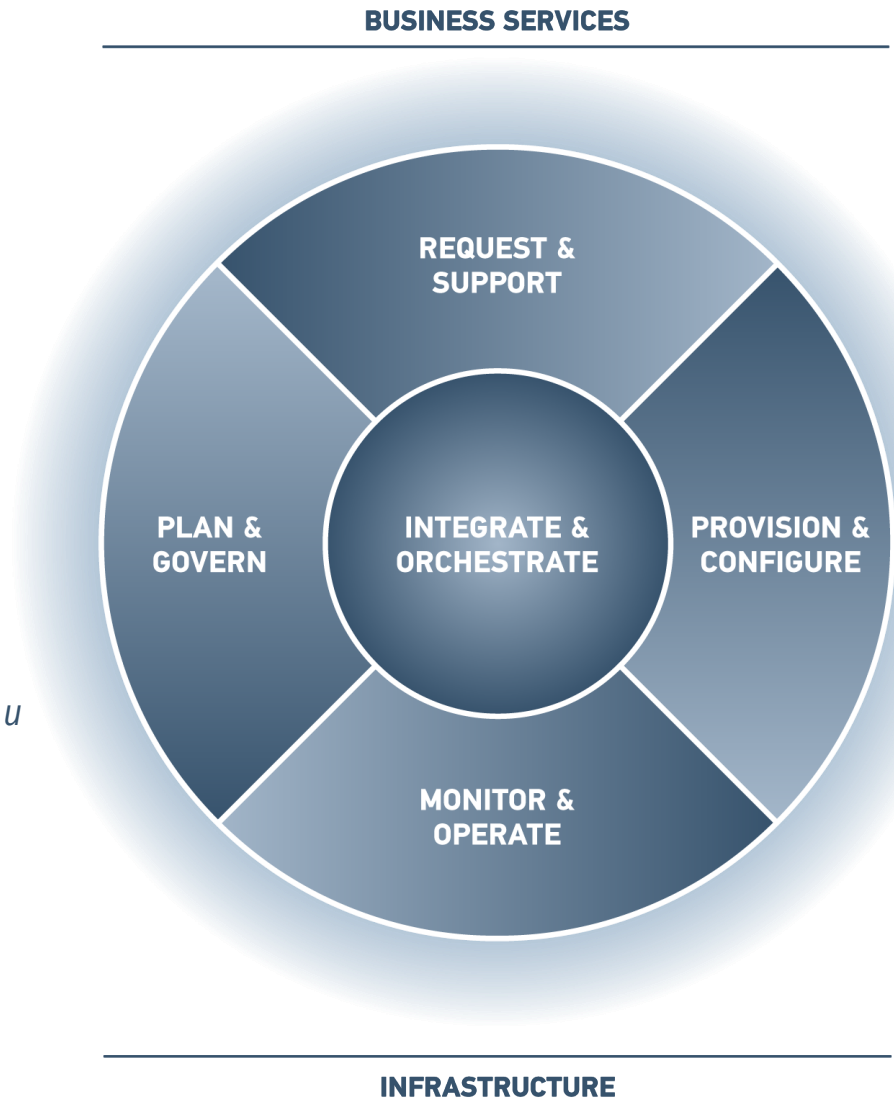 BUSINESS SERVICES
REQUEST &
SUPPORT
PLAN &
GOVERN
INTEGRATE &
ORCHESTRATE
PROVISION &
CONFIGURE
u
MONITOR &
OPERATE
INFRASTRUCTURE